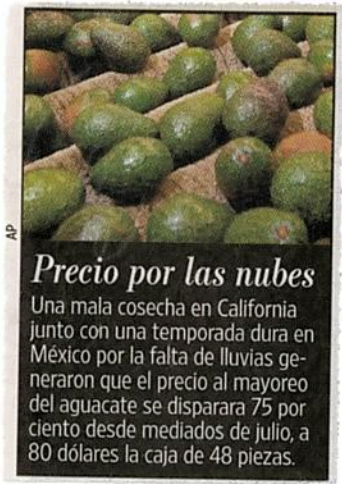 AP
Precio por las nubes
Una mala cosecha en California
junto con una temporada dura en
México por la falta de lluvias ge-
neraron que el precio al mayoreo
del aguacate se disparara 75 por
ciento desde mediados de julio, a
80 dólares la caja de 48 piezas.